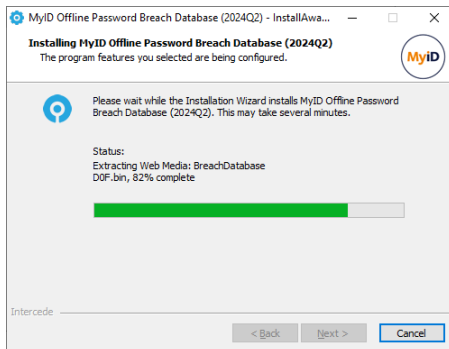 MyID Offline Password Breach Database (2024Q2) - InstallAwa...
Installing MyID Offline Password Breach Database (2024Q2)
The program features you selected are being configured.
MyiD
Please wait while the Installation Wizard installs MyID Offline Password
Breach Database (2024Q2). This may take several minutes.
Status:
Extracting Web Media: BreachDatabase
D0F.bin, 82% complete
Intercede
< Back
Next >
Cancel